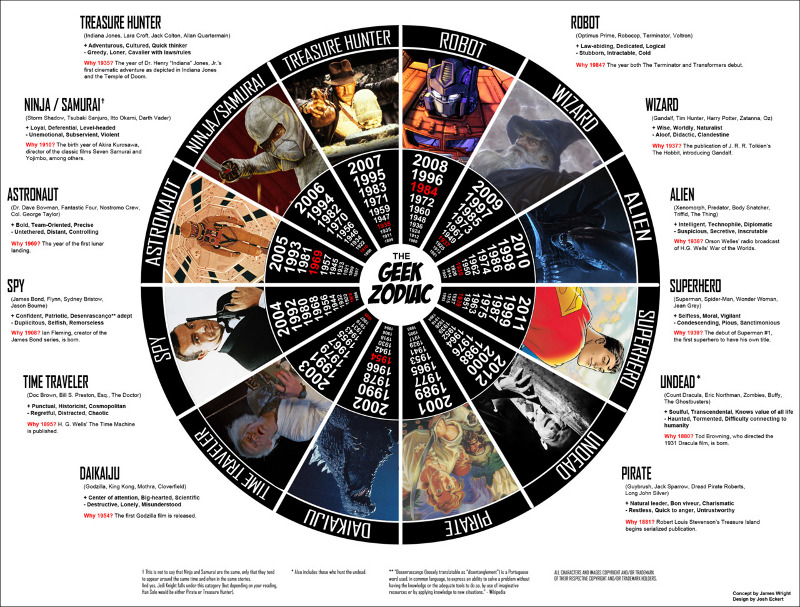 TREASURE HUNTER
(Indiana Jones, Lara Croft, Jack Colton, Allan Quartermain)
+ Adventurous, Cultured, Quick thinker
- Greedy, Loner, Cavalier with laws/rules
Why 1935? The year of Dr. Henry "Indiana" Jones, Jr.'s
first cinematic adventure as depicted in Indiana Jones
and the Temple of Doom.
NINJA / SAMURAI†
(Storm Shadow, Tsubaki Sanjuro, Itto Okami, Darth Vader)
+ Loyal, Deferential, Level-headed
- Unemotional, Subservient, Violent
Why 1910? The birth year of Akira Kurosawa,
director of the classic films Seven Samurai and
Yojimbo, among others.
ASTRONAUT
(Dr. Dave Bowman, Fantastic Four, Nostromo Crew,
Col. George Taylor)
+ Bold, Team-Oriented, Precise
- Untethered, Distant, Controlling
Why 1969? The year of the first lunar
landing.
SPY
(James Bond, Flynn, Sydney Bristow,
Jason Bourne)
+ Confident, Patriotic, Desenrascanço** adept
- Duplicitous, Selfish, Remorseless
Why 1908? Ian Fleming, creator of the
James Bond series, is born.
TIME TRAVELER
(Doc Brown, Bill S. Preston, Esq., The Doctor)
+ Punctual, Historicist, Cosmopolitan
- Regretful, Distracted, Chaotic
Why 1895? H. G. Wells' The Time Machine
is published.
DAIKAIJU
(Godzilla, King Kong, Mothra, Cloverfield)
+ Center of attention, Big-hearted, Scientific
- Destructive, Lonely, Misunderstood
Why 1954? The first Godzilla film is released.
ROBOT
(Optimus Prime, Robocop, Terminator, Voltron)
+ Law-abiding, Dedicated, Logical
- Stubborn, Intractable, Cold
Why 1984? The year both The Terminator and Transformers debut.
WIZARD
(Gandalf, Tim Hunter, Harry Potter, Zatanna, Oz)
+ Wise, Worldly, Naturalist
- Aloof, Didactic, Clandestine
Why 1937? The publication of J. R. R. Tolkien's
The Hobbit, introducing Gandalf.
ALIEN
(Xenomorph, Predator, Body Snatcher,
Triffid, The Thing)
+ Intelligent, Technophile, Diplomatic
- Suspicious, Secretive, Inscrutable
Why 1938? Orson Welles' radio broadcast
of H.G. Wells' War of the Worlds.
SUPERHERO
(Superman, Spider-Man, Wonder Woman,
Jean Grey)
+ Selfless, Moral, Vigilant
- Condescending, Pious, Sanctimonious
Why 1939? The debut of Superman #1,
the first superhero to have his own title.
UNDEAD*
(Count Dracula, Eric Northman, Zombies, Buffy,
The Ghostbusters)
+ Soulful, Transcendental, Knows value of all life
- Haunted, Tormented, Difficulty connecting to
humanity
Why 1880? Tod Browning, who directed the
1931 Dracula film, is born.
PIRATE
(Guybrush, Jack Sparrow, Dread Pirate Roberts,
Long John Silver)
+ Natural leader, Bon viveur, Charismatic
- Restless, Quick to anger, Untrustworthy
Why 1881? Robert Louis Stevenson's Treasure Island
begins serialized publication.
TREASURE HUNTER
ROBOT
WIZARD
ALIEN
SUPERHERO
UNDEAD
PIRATE
DAIKAIJU
TIME TRAVELER
SPY
ASTRONAUT
NINJA/SAMURAI
2007
1995
1983
1971
1959
1947
1935
2008
1996
1984
1972
1960
1948
1936
2009
1997
1985
1973
2010
1998
1986
1974
2011
1999
1987
1975
2012
2000
1988
1976
2001
1989
1977
1965
1953
2002
1990
1978
1966
1954
1942
2003
1991
1979
1967
2004
1992
1980
1968
1956
2005
1993
1981
1969
1957
1945
2006
1994
1982
1970
1958
1946
THE
GEEK
ZODIAC
† This is not to say that Ninja and Samurai are the same, only that they tend
to appear around the same time and often in the same stories.
And yes, Jedi Knight falls under this category (but depending on your reading,
Han Solo would be either Pirate or Treasure Hunter).
* Also includes those who hunt the undead.
** "Desenrascanço (loosely translatable as "disentanglement") is a Portuguese
word used, in common language, to express an ability to solve a problem without
having the knowledge or the adequate tools to do so, by use of imaginative
resources or by applying knowledge to new situations." - Wikipedia
ALL CHARACTERS AND IMAGES COPYRIGHT AND/OR TRADEMARK
OF THEIR RESPECTIVE COPYRIGHT AND/OR TRADEMARK HOLDERS.
Concept by James Wright
Design by Josh Eckert